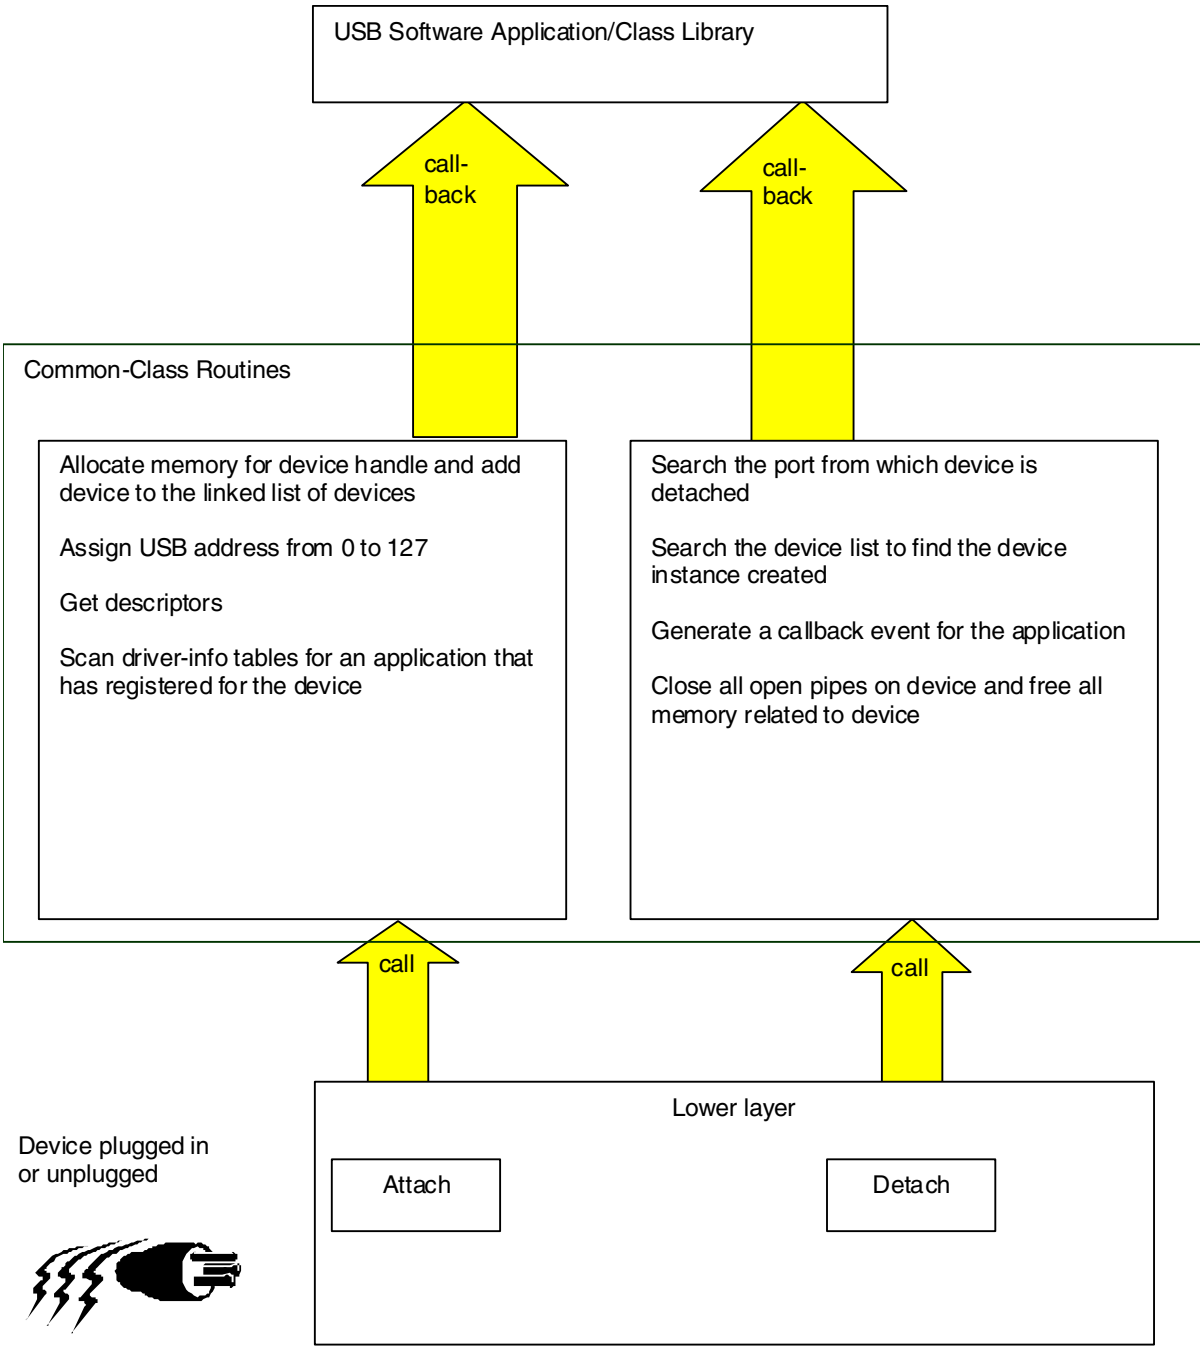 USB Software Application/Class Library
call-
back
call-
back
Common-Class Routines
Allocate memory for device handle and add
device to the linked list of devices
Assign USB address from 0 to 127
Get descriptors
Scan driver-info tables for an application that
has registered for the device
Search the port from which device is
detached
Search the device list to find the device
instance created
Generate a callback event for the application
Close all open pipes on device and free all
memory related to device
call
call
Lower layer
Device plugged in
or unplugged
Attach
Detach